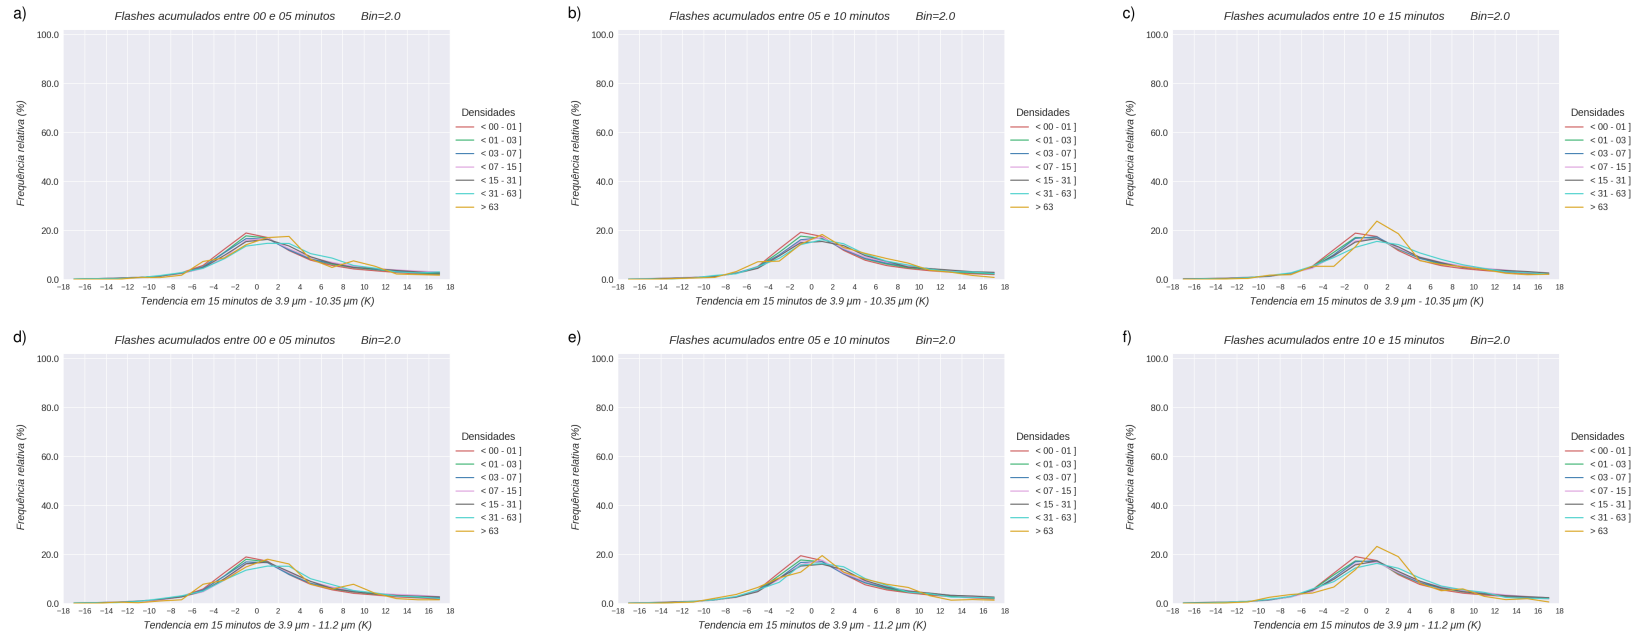 a)
Flashes acumulados entre 00 e 05 minutos Bin=2.0
Frequência relativa (%)
100.0
80.0
60.0
40.0
20.0
0.0
−18 −16 −14 −12 −10 −8 −6 −4 −2 0 2 4 6 8 10 12 14 16 18
Tendencia em 15 minutos de 3.9 μm - 10.35 μm (K)
Densidades
< 00 - 01 ]
< 01 - 03 ]
< 03 - 07 ]
< 07 - 15 ]
< 15 - 31 ]
< 31 - 63 ]
> 63
b)
Flashes acumulados entre 05 e 10 minutos Bin=2.0
Frequência relativa (%)
100.0
80.0
60.0
40.0
20.0
0.0
−18 −16 −14 −12 −10 −8 −6 −4 −2 0 2 4 6 8 10 12 14 16 18
Tendencia em 15 minutos de 3.9 μm - 10.35 μm (K)
Densidades
< 00 - 01 ]
< 01 - 03 ]
< 03 - 07 ]
< 07 - 15 ]
< 15 - 31 ]
< 31 - 63 ]
> 63
c)
Flashes acumulados entre 10 e 15 minutos Bin=2.0
Frequência relativa (%)
100.0
80.0
60.0
40.0
20.0
0.0
−18 −16 −14 −12 −10 −8 −6 −4 −2 0 2 4 6 8 10 12 14 16 18
Tendencia em 15 minutos de 3.9 μm - 10.35 μm (K)
Densidades
< 00 - 01 ]
< 01 - 03 ]
< 03 - 07 ]
< 07 - 15 ]
< 15 - 31 ]
< 31 - 63 ]
> 63
d)
Flashes acumulados entre 00 e 05 minutos Bin=2.0
Frequência relativa (%)
100.0
80.0
60.0
40.0
20.0
0.0
−18 −16 −14 −12 −10 −8 −6 −4 −2 0 2 4 6 8 10 12 14 16 18
Tendencia em 15 minutos de 3.9 μm - 11.2 μm (K)
Densidades
< 00 - 01 ]
< 01 - 03 ]
< 03 - 07 ]
< 07 - 15 ]
< 15 - 31 ]
< 31 - 63 ]
> 63
e)
Flashes acumulados entre 05 e 10 minutos Bin=2.0
Frequência relativa (%)
100.0
80.0
60.0
40.0
20.0
0.0
−18 −16 −14 −12 −10 −8 −6 −4 −2 0 2 4 6 8 10 12 14 16 18
Tendencia em 15 minutos de 3.9 μm - 11.2 μm (K)
Densidades
< 00 - 01 ]
< 01 - 03 ]
< 03 - 07 ]
< 07 - 15 ]
< 15 - 31 ]
< 31 - 63 ]
> 63
f)
Flashes acumulados entre 10 e 15 minutos Bin=2.0
Frequência relativa (%)
100.0
80.0
60.0
40.0
20.0
0.0
−18 −16 −14 −12 −10 −8 −6 −4 −2 0 2 4 6 8 10 12 14 16 18
Tendencia em 15 minutos de 3.9 μm - 11.2 μm (K)
Densidades
< 00 - 01 ]
< 01 - 03 ]
< 03 - 07 ]
< 07 - 15 ]
< 15 - 31 ]
< 31 - 63 ]
> 63